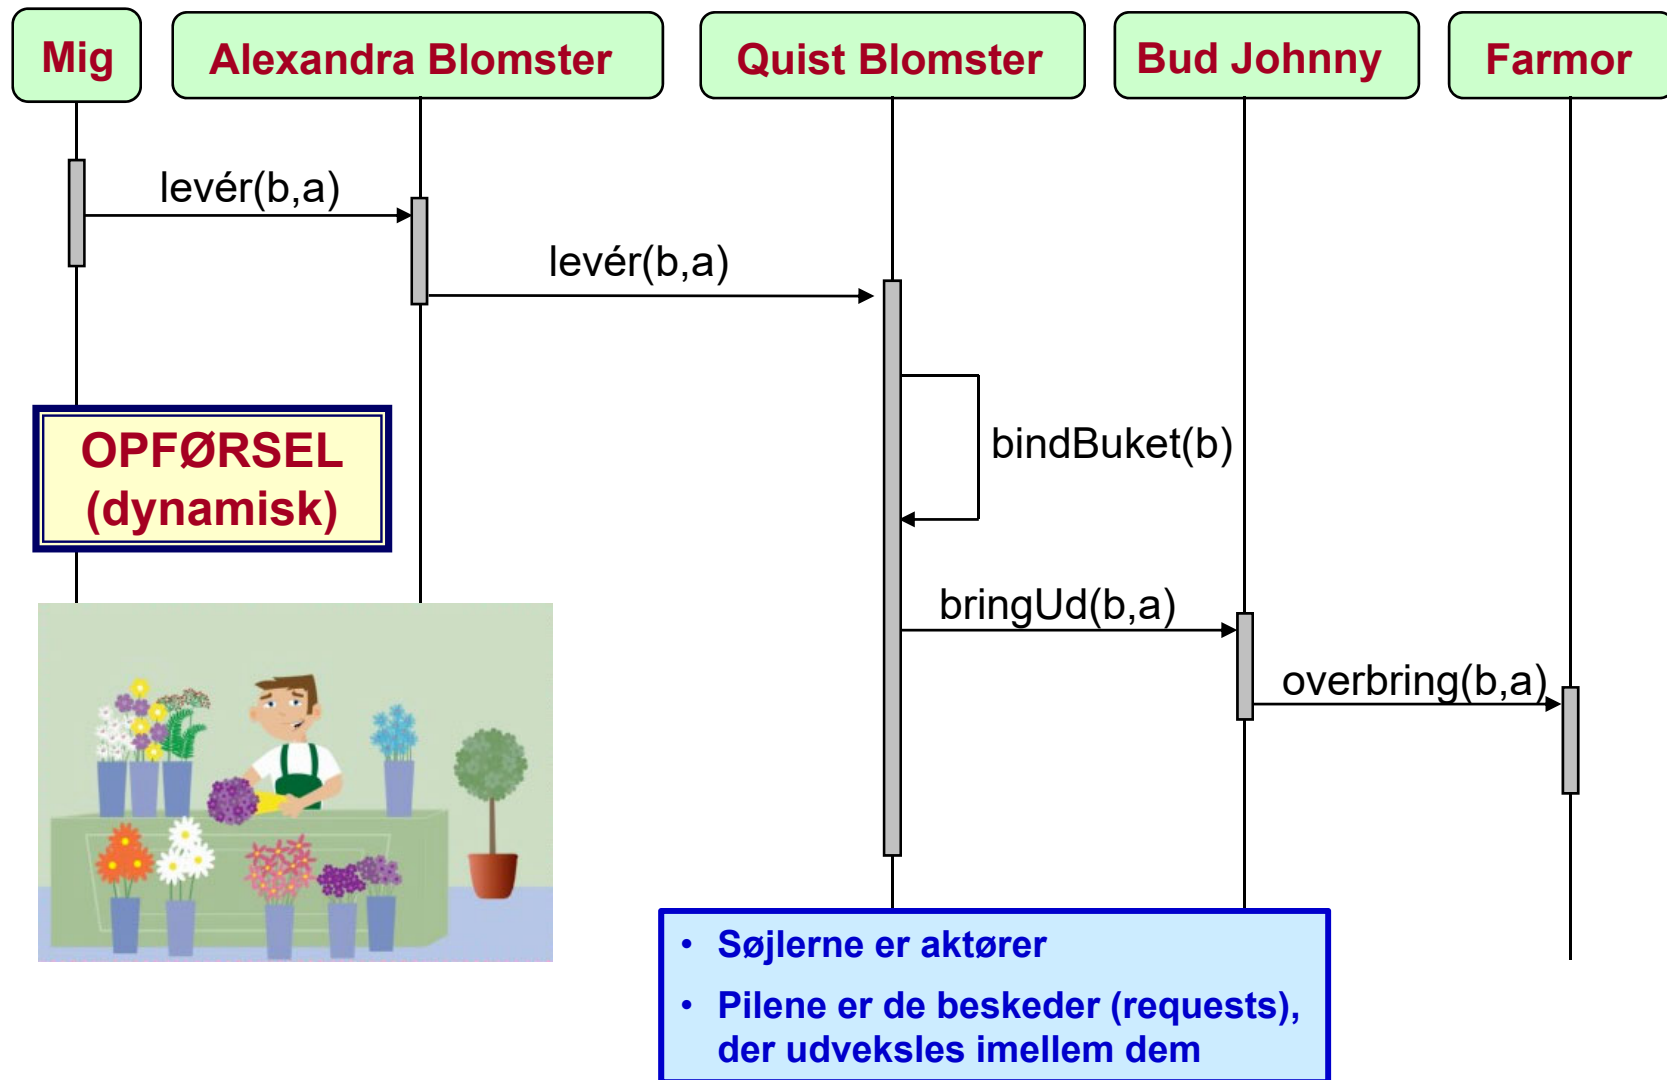 Mig
Alexandra Blomster
Quist Blomster
Bud Johnny
Farmor
levér(b,a)
levér(b,a)
bindBuket(b)
OPFØRSEL
(dynamisk)
bringUd(b,a)
overbring(b,a)
• Søjlerne er aktører
• Pilene er de beskeder (requests),
der udveksles imellem dem